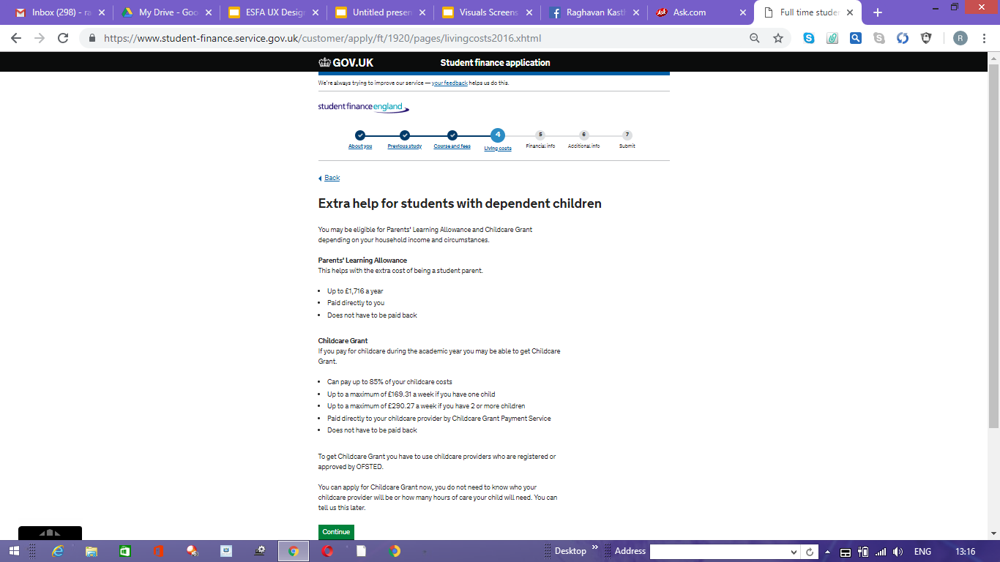 Inbox (298) - ra
My Drive - Goo
ESFA UX Desig
Untitled presen
Visuals Screens
Raghavan Kast
Ask
Ask.com
Full time stude
https://www.student-finance.service.gov.uk/customer/apply/ft/1920/pages/livingcosts2016.xhtml
R
GOV.UK
Student finance application
We're always trying to improve our service — your feedback helps us do this.
studentfinanceengland
4 5 6 7
About you Previous study Course and fees Living costs Financial info Additional info Submit
Back
Extra help for students with dependent children
You may be eligible for Parents' Learning Allowance and Childcare Grant
depending on your household income and circumstances.
Parents' Learning Allowance
This helps with the extra cost of being a student parent.
• Up to £1,716 a year
• Paid directly to you
• Does not have to be paid back
Childcare Grant
If you pay for childcare during the academic year you may be able to get Childcare
Grant.
• Can pay up to 85% of your childcare costs
• Up to a maximum of £169.31 a week if you have one child
• Up to a maximum of £290.27 a week if you have 2 or more children
• Paid directly to your childcare provider by Childcare Grant Payment Service
• Does not have to be paid back
To get Childcare Grant you have to use childcare providers who are registered or
approved by OFSTED.
You can apply for Childcare Grant now, you do not need to know who your
childcare provider will be or how many hours of care your child will need. You can
tell us this later.
Continue
Desktop » Address ENG 13:16